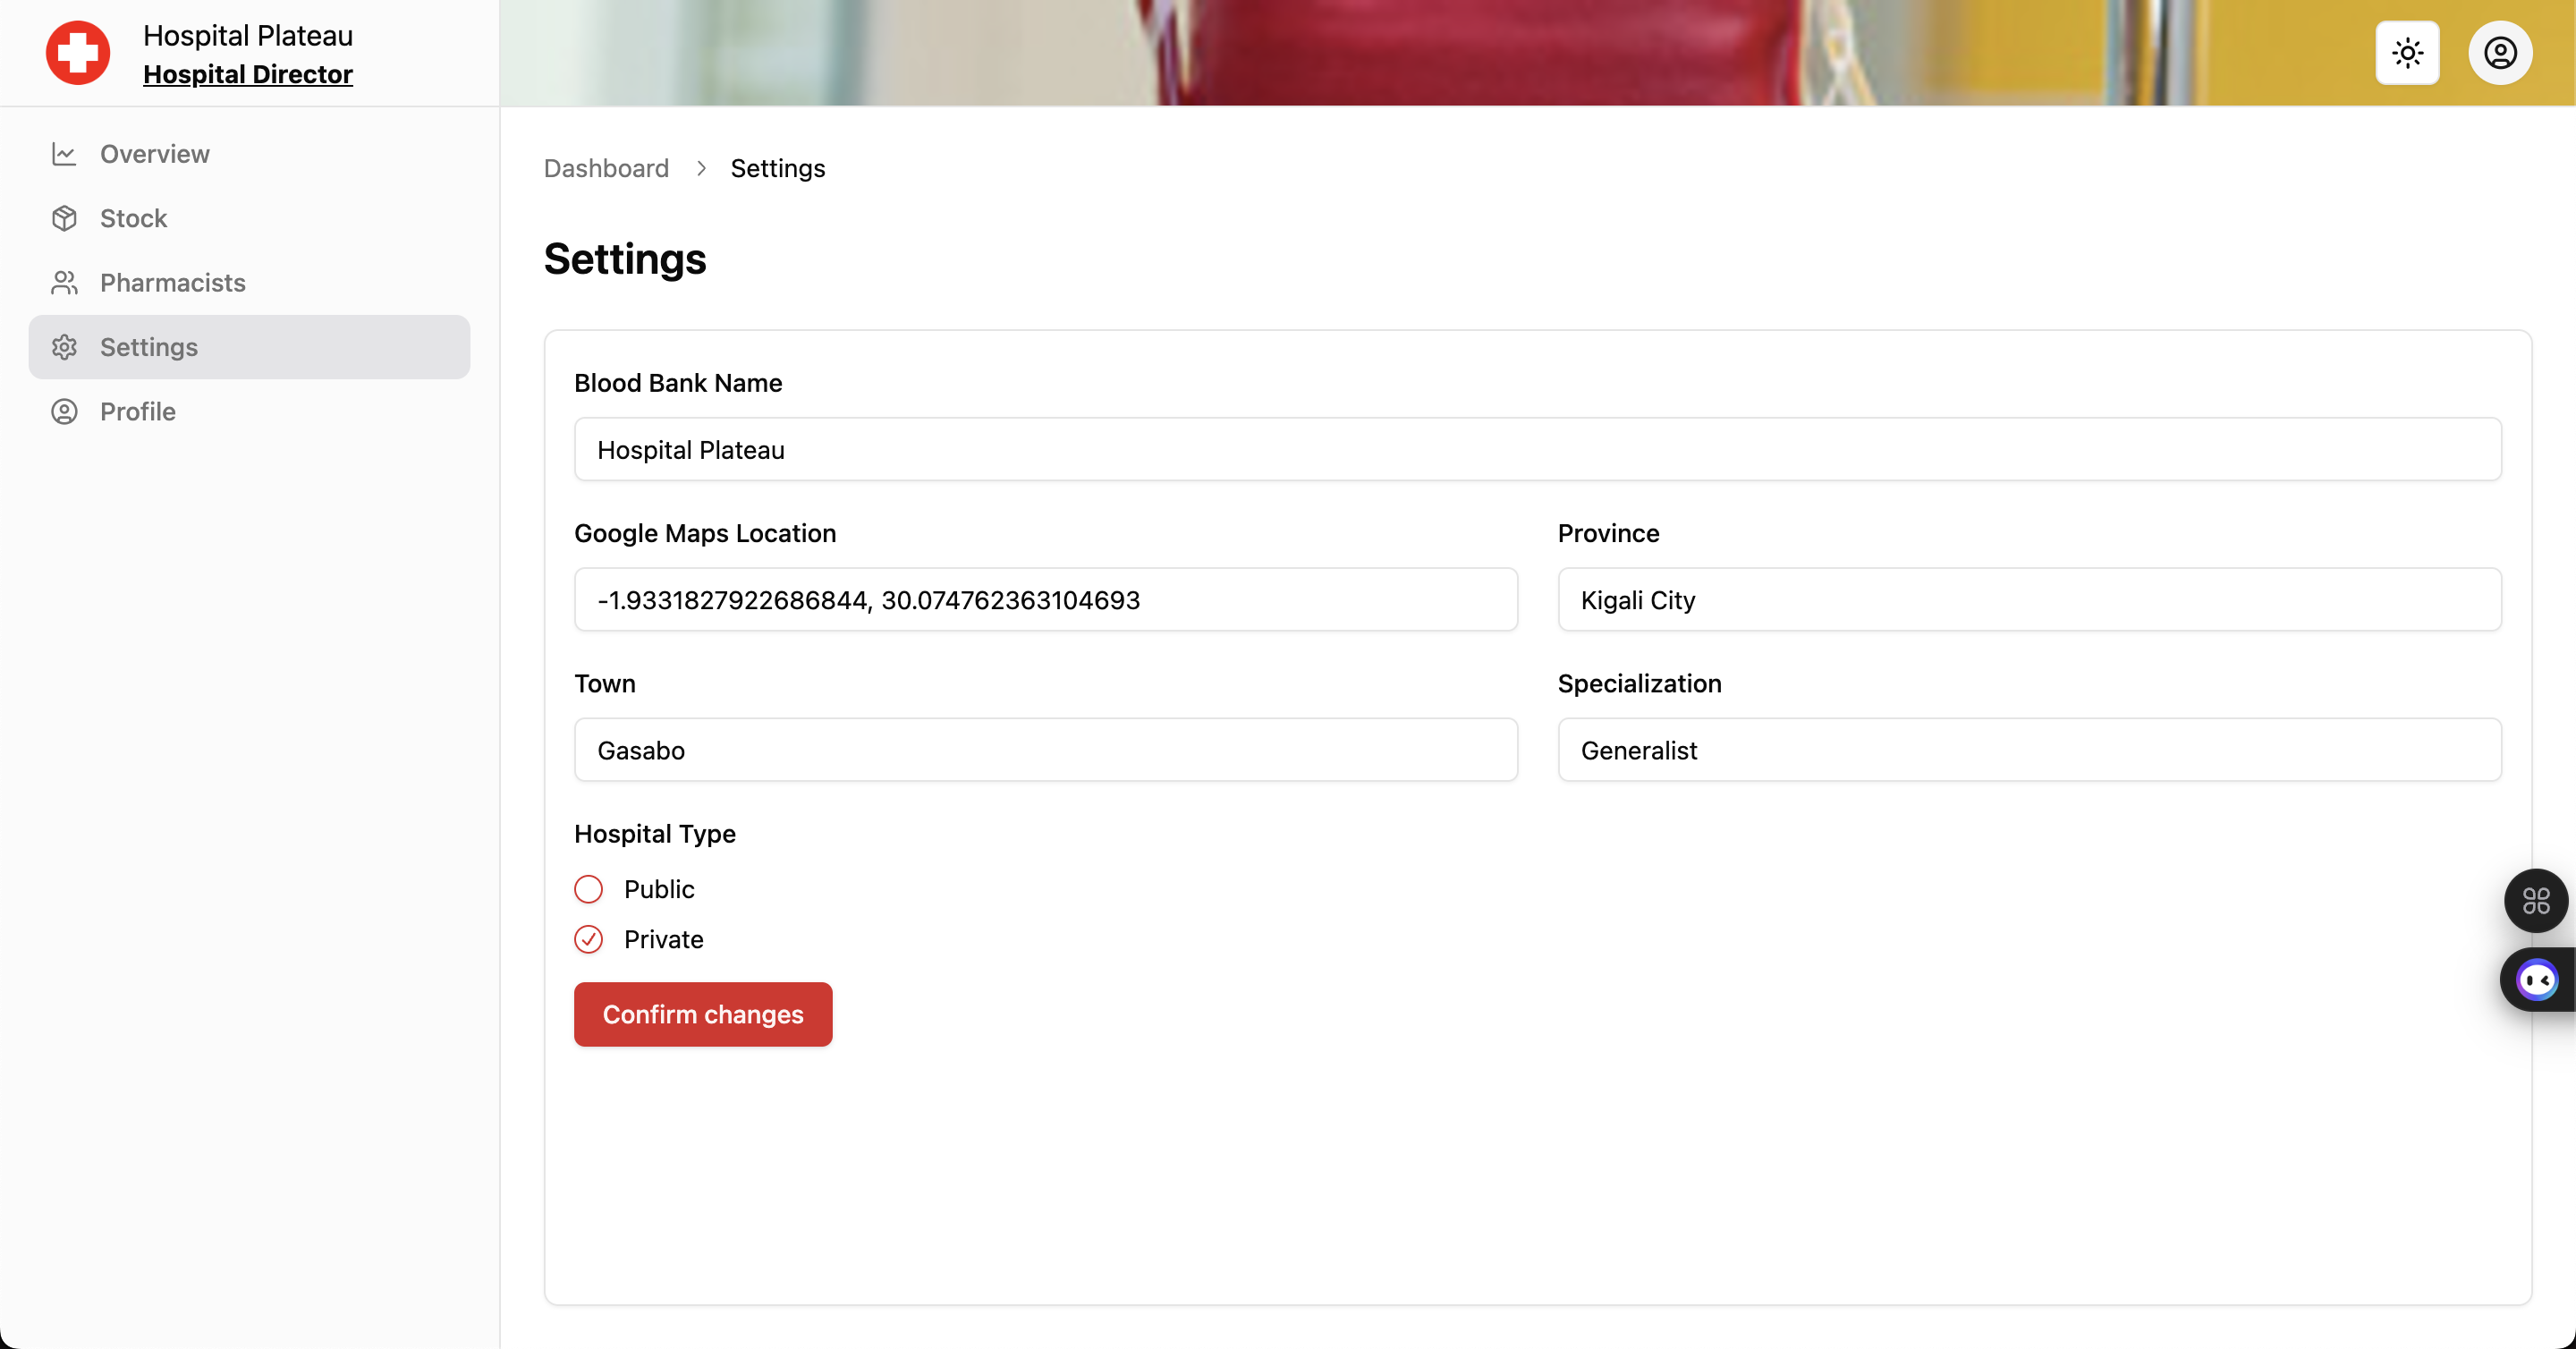 Hospital Plateau
Hospital Director
Overview
Stock
Pharmacists
Settings
Profile
Dashboard > Settings
Settings
Blood Bank Name
Hospital Plateau
Google Maps Location
Province
-1.9331827922686844, 30.074762363104693
Kigali City
Town
Specialization
Gasabo
Generalist
Hospital Type
Public
Private
Confirm changes